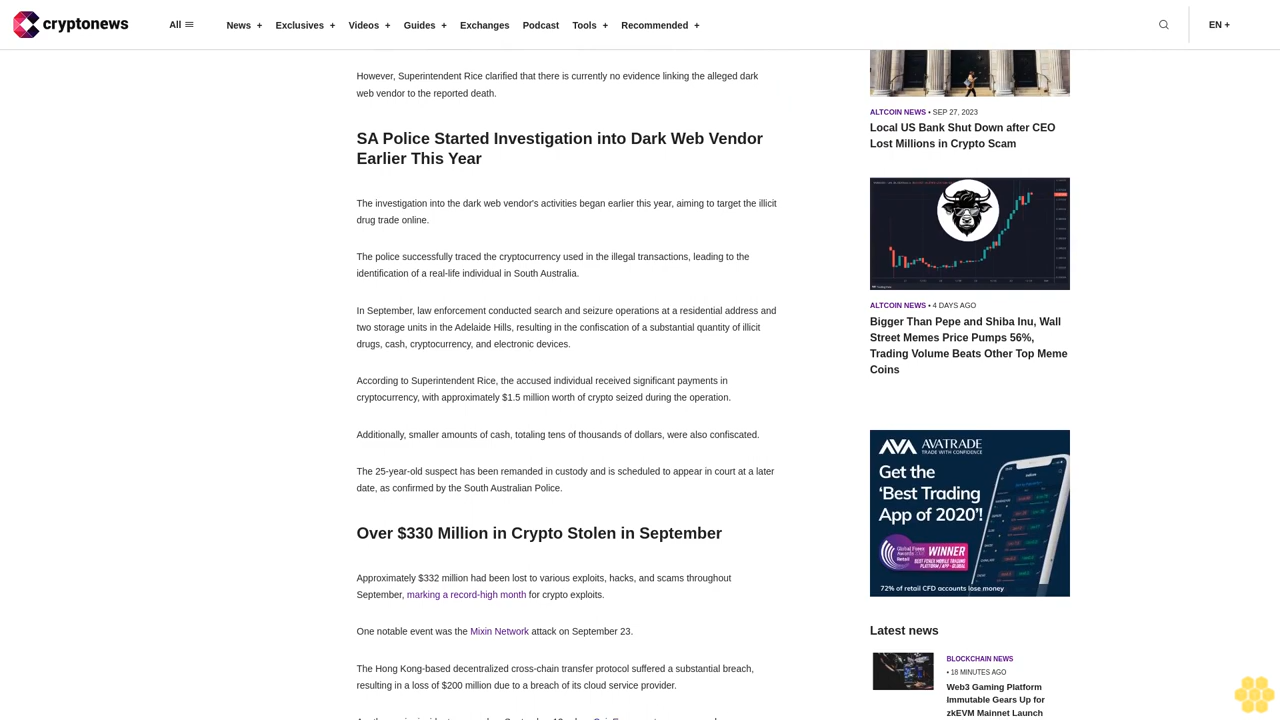 cryptonews
All
News +
Exclusives +
Videos +
Guides +
Exchanges
Podcast
Tools +
Recommended +
EN +
However, Superintendent Rice clarified that there is currently no evidence linking the alleged dark
web vendor to the reported death.
SA Police Started Investigation into Dark Web Vendor
Earlier This Year
The investigation into the dark web vendor's activities began earlier this year, aiming to target the illicit
drug trade online.
The police successfully traced the cryptocurrency used in the illegal transactions, leading to the
identification of a real-life individual in South Australia.
In September, law enforcement conducted search and seizure operations at a residential address and
two storage units in the Adelaide Hills, resulting in the confiscation of a substantial quantity of illicit
drugs, cash, cryptocurrency, and electronic devices.
According to Superintendent Rice, the accused individual received significant payments in
cryptocurrency, with approximately $1.5 million worth of crypto seized during the operation.
Additionally, smaller amounts of cash, totaling tens of thousands of dollars, were also confiscated.
The 25-year-old suspect has been remanded in custody and is scheduled to appear in court at a later
date, as confirmed by the South Australian Police.
Over $330 Million in Crypto Stolen in September
Approximately $332 million had been lost to various exploits, hacks, and scams throughout
September, marking a record-high month for crypto exploits.
One notable event was the Mixin Network attack on September 23.
The Hong Kong-based decentralized cross-chain transfer protocol suffered a substantial breach,
resulting in a loss of $200 million due to a breach of its cloud service provider.
ALTCOIN NEWS • SEP 27, 2023
Local US Bank Shut Down after CEO
Lost Millions in Crypto Scam
ALTCOIN NEWS • 4 DAYS AGO
Bigger Than Pepe and Shiba Inu, Wall
Street Memes Price Pumps 56%,
Trading Volume Beats Other Top Meme
Coins
AVA AVATRADE
TRADE WITH CONFIDENCE
Get the
‘Best Trading
App of 2020’!
Global Forex
Awards
Retail
WINNER
BEST FOREX MOBILE TRADING
PLATFORM / APP - GLOBAL
72% of retail CFD accounts lose money
Latest news
BLOCKCHAIN NEWS
• 18 MINUTES AGO
Web3 Gaming Platform
Immutable Gears Up for
zkEVM Mainnet Launch